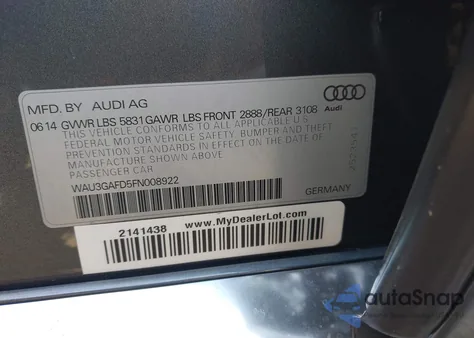 MFD. BY AUDI AG
Audi
0614 GVWR LBS 5831 GAWR LBS FRONT 2888/REAR 3108
THIS VEHICLE CONFORMS TO ALL APPLICABLE U.S.
FEDERAL MOTOR VEHICLE SAFETY, BUMPER AND THEFT
PREVENTION STANDARDS IN EFFECT ON THE DATE OF
MANUFACTURE SHOWN ABOVE.
PASSENGER CAR
WAU3GAFD5FN008922
GERMANY
2141438 www.MyDealerLot.com
autoSnap